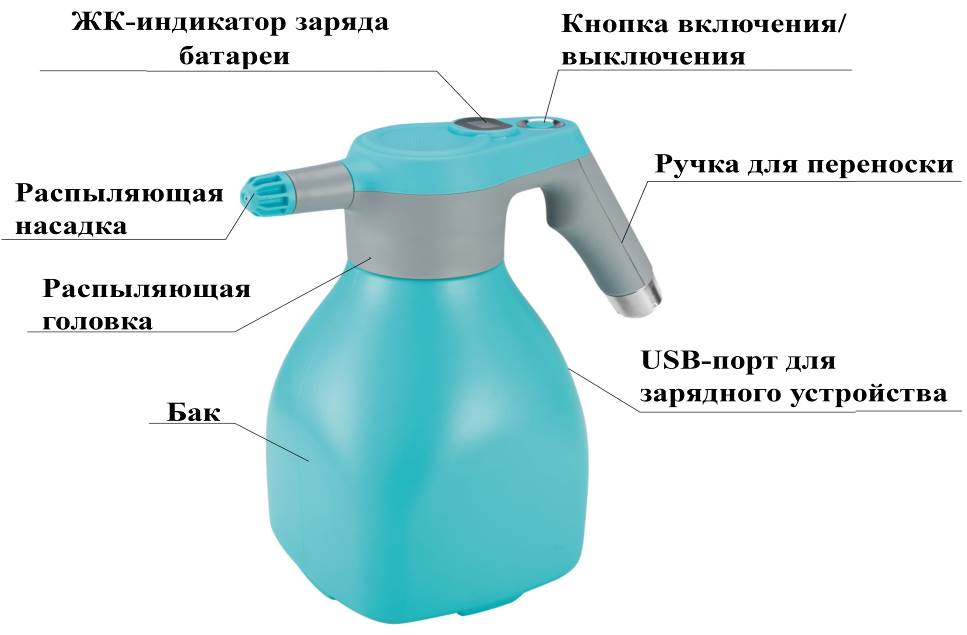 ЖК-индикатор заряда
батареи
Кнопка включения/
выключения
Ручка для переноски
Распыляющая
насадка
Распыляющая
головка
USB-порт для
зарядного устройства
Бак